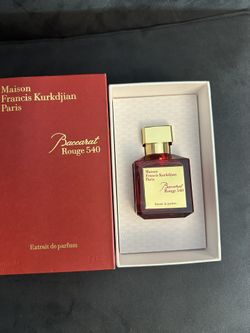 Maison
Francis Kurkdjian
Paris
Baccarat
Rouge 540
Extrait de parfum
Maison
Francis Kurkdjian
Paris
Baccarat
Rouge 540
Extrait de parfum